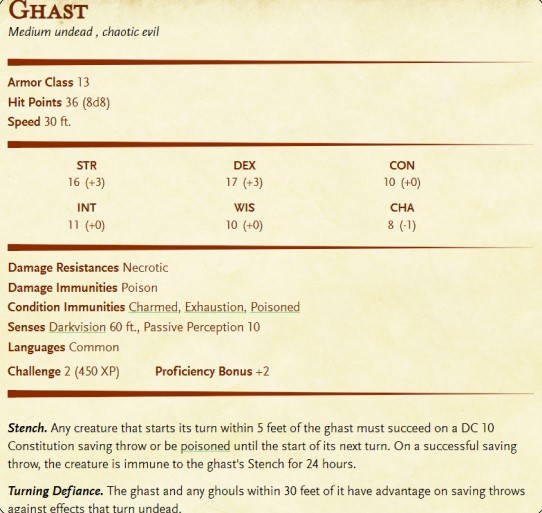 Ghast
Medium undead , chaotic evil
Armor Class 13
Hit Points 36 (8d8)
Speed 30 ft.
STR DEX CON
16 (+3) 17 (+3) 10 (+0)
INT WIS CHA
11 (+0) 10 (+0) 8 (-1)
Damage Resistances Necrotic
Damage Immunities Poison
Condition Immunities Charmed, Exhaustion, Poisoned
Senses Darkvision 60 ft., Passive Perception 10
Languages Common
Challenge 2 (450 XP) Proficiency Bonus +2
Stench. Any creature that starts its turn within 5 feet of the ghast must succeed on a DC 10
Constitution saving throw or be poisoned until the start of its next turn. On a successful saving
throw, the creature is immune to the ghast's Stench for 24 hours.
Turning Defiance. The ghast and any ghouls within 30 feet of it have advantage on saving throws
against effects that turn undead.